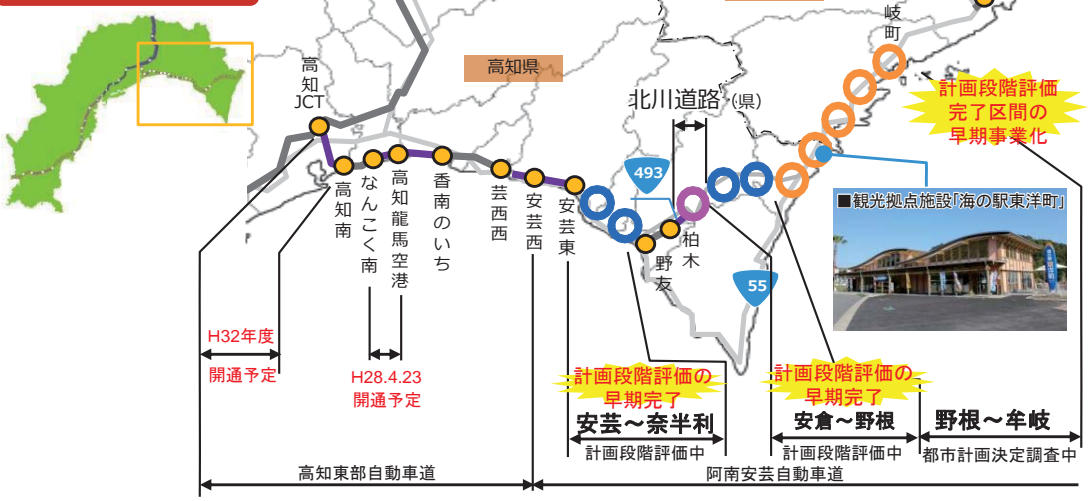 岐町
高知県
高知
JCT
北川道路 (県)
計画段階評価
完了区間の
早期事業化
493
■観光拠点施設「海の駅東洋町」
高知南
なんこく南
高知龍馬空港
香南のいち
芸西西
安芸西
安芸東
野友
柏木
55
H32年度
開通予定
H28.4.23
開通予定
計画段階評価の
早期完了
安芸～奈半利
計画段階評価中
計画段階評価の
早期完了
安倉～野根
計画段階評価中
野根～牟岐
都市計画決定調査中
高知東部自動車道
阿南安芸自動車道